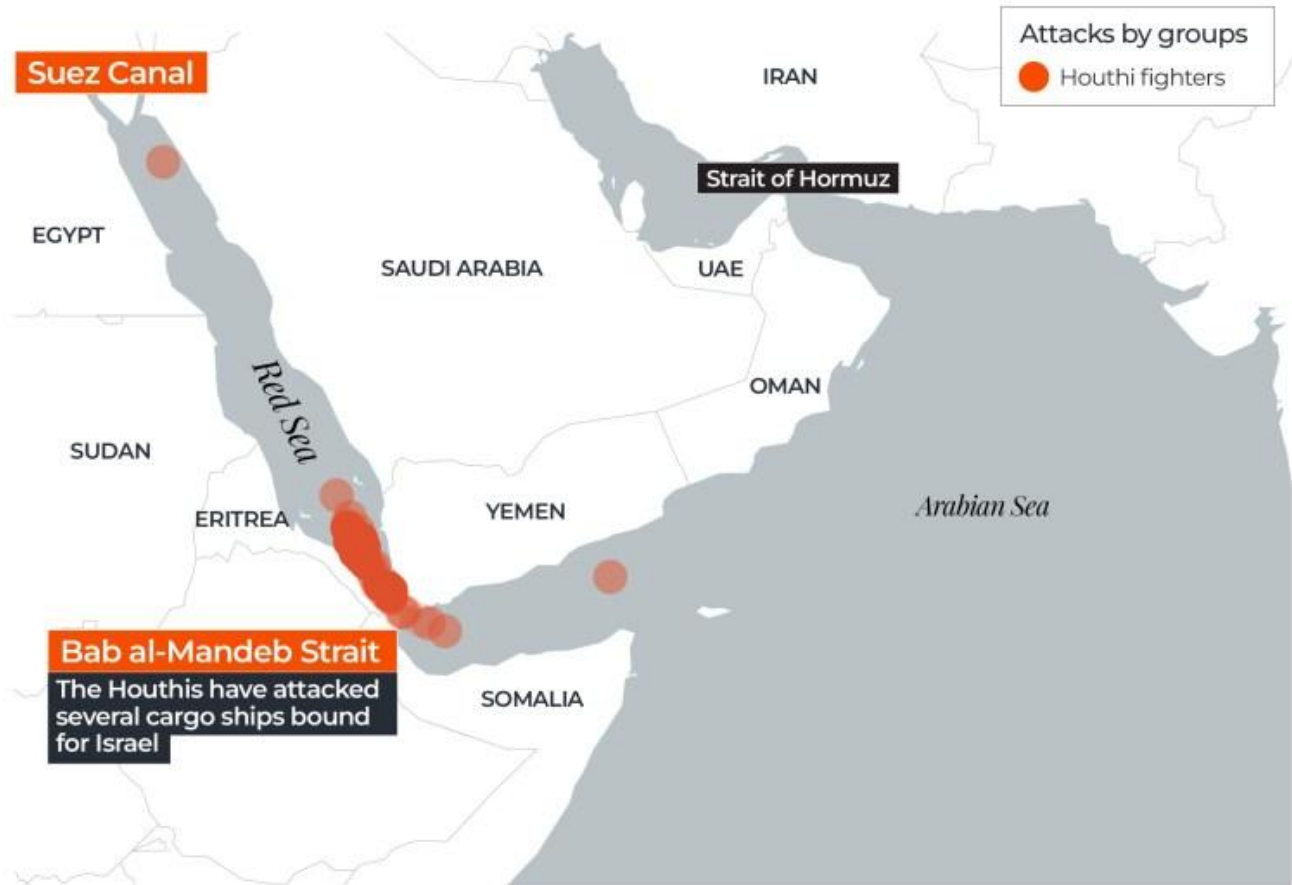 Attacks by groups
Houthi fighters
Suez Canal
IRAN
Strait of Hormuz
EGYPT
SAUDI ARABIA
UAE
Red Sea
OMAN
SUDAN
ERITREA
YEMEN
Arabian Sea
Bab al-Mandeb Strait
The Houthis have attacked
several cargo ships bound
for Israel
SOMALIA